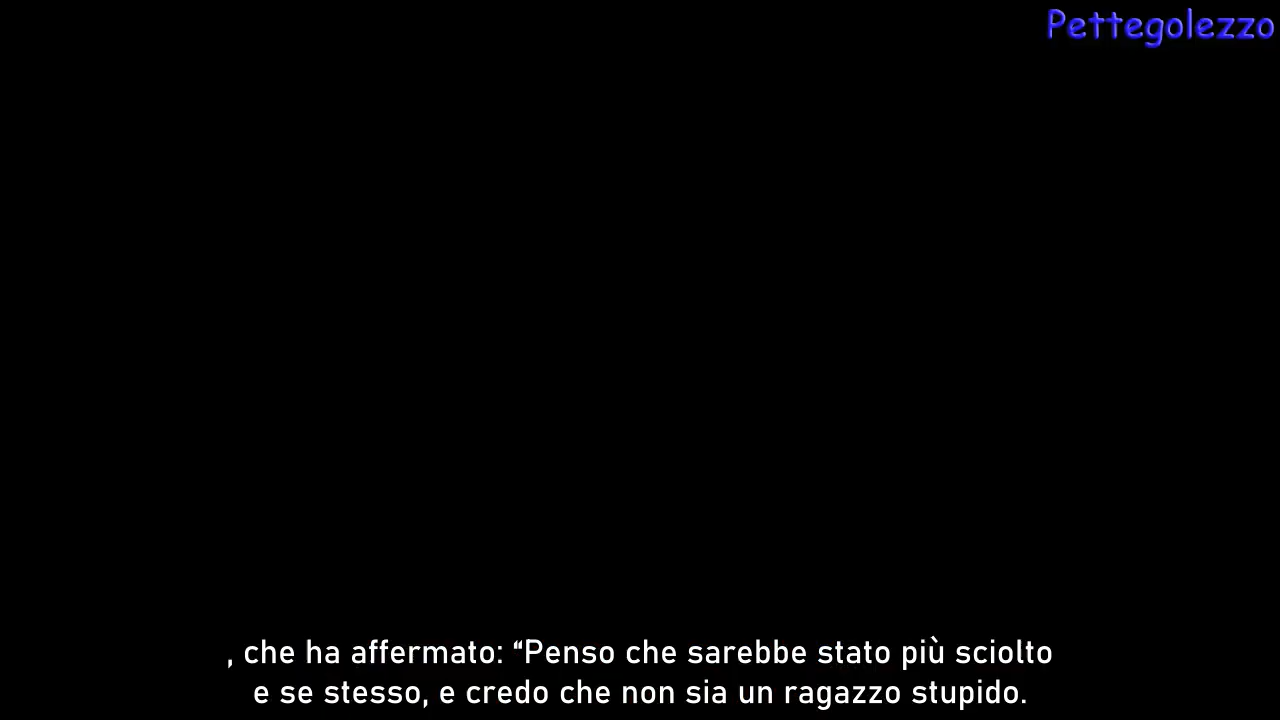 Pettegolezzo
, che ha affermato: “Penso che sarebbe stato più sciolto
e se stesso, e credo che non sia un ragazzo stupido.